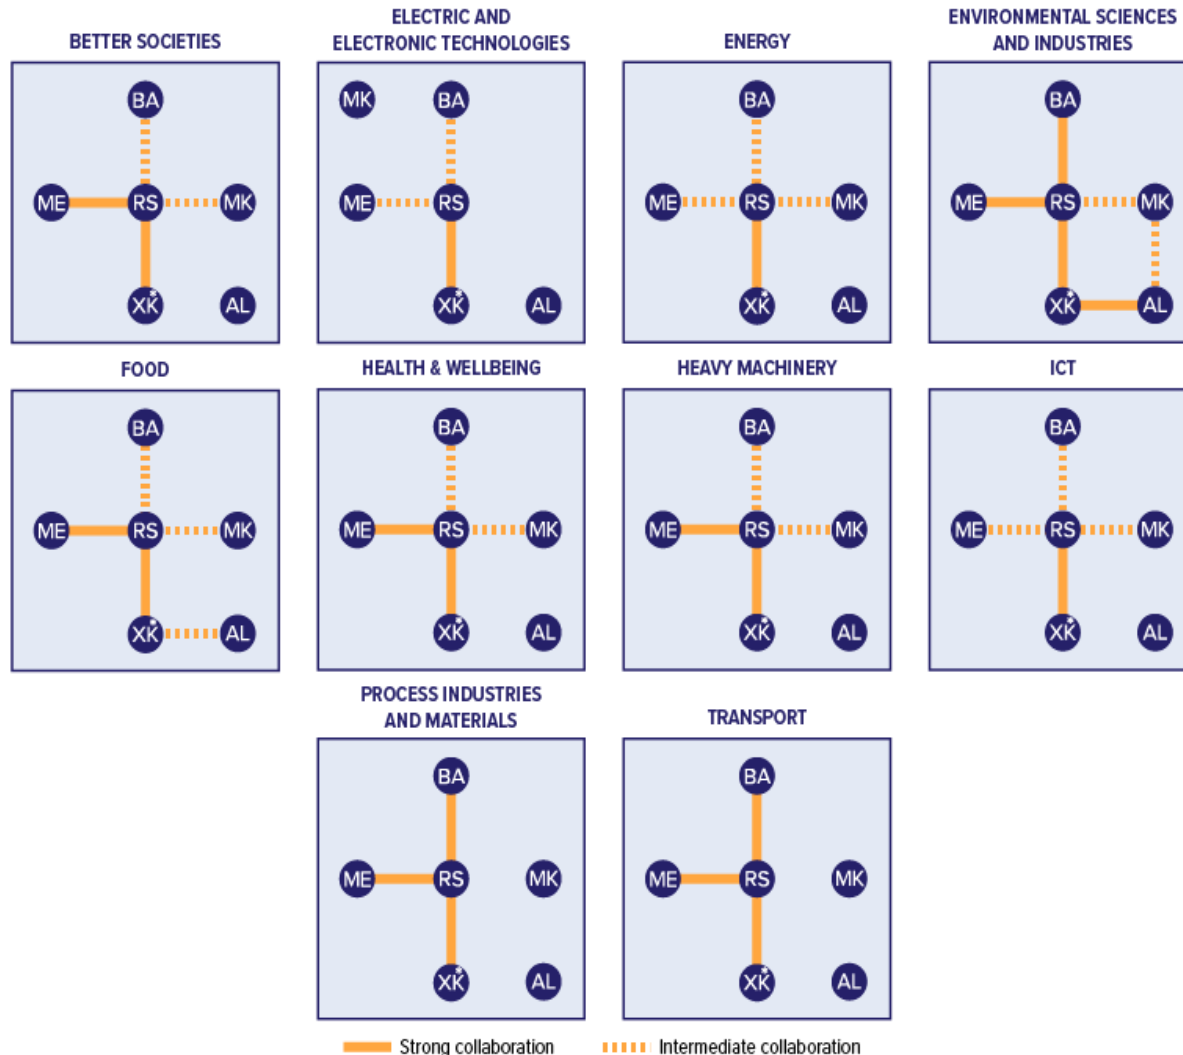 BETTER SOCIETIES
ELECTRIC AND
ELECTRONIC TECHNOLOGIES
ENERGY
ENVIRONMENTAL SCIENCES
AND INDUSTRIES
BA
ME RS MK
XK* AL
MK BA
ME RS
XK* AL
BA
ME RS MK
XK* AL
BA
ME RS MK
XK* AL
FOOD
HEALTH & WELLBEING
HEAVY MACHINERY
ICT
BA
ME RS MK
XK* AL
BA
ME RS MK
XK* AL
BA
ME RS MK
XK* AL
BA
ME RS MK
XK* AL
PROCESS INDUSTRIES
AND MATERIALS
TRANSPORT
BA
ME RS MK
XK* AL
BA
ME RS MK
XK* AL
Strong collaboration
Intermediate collaboration